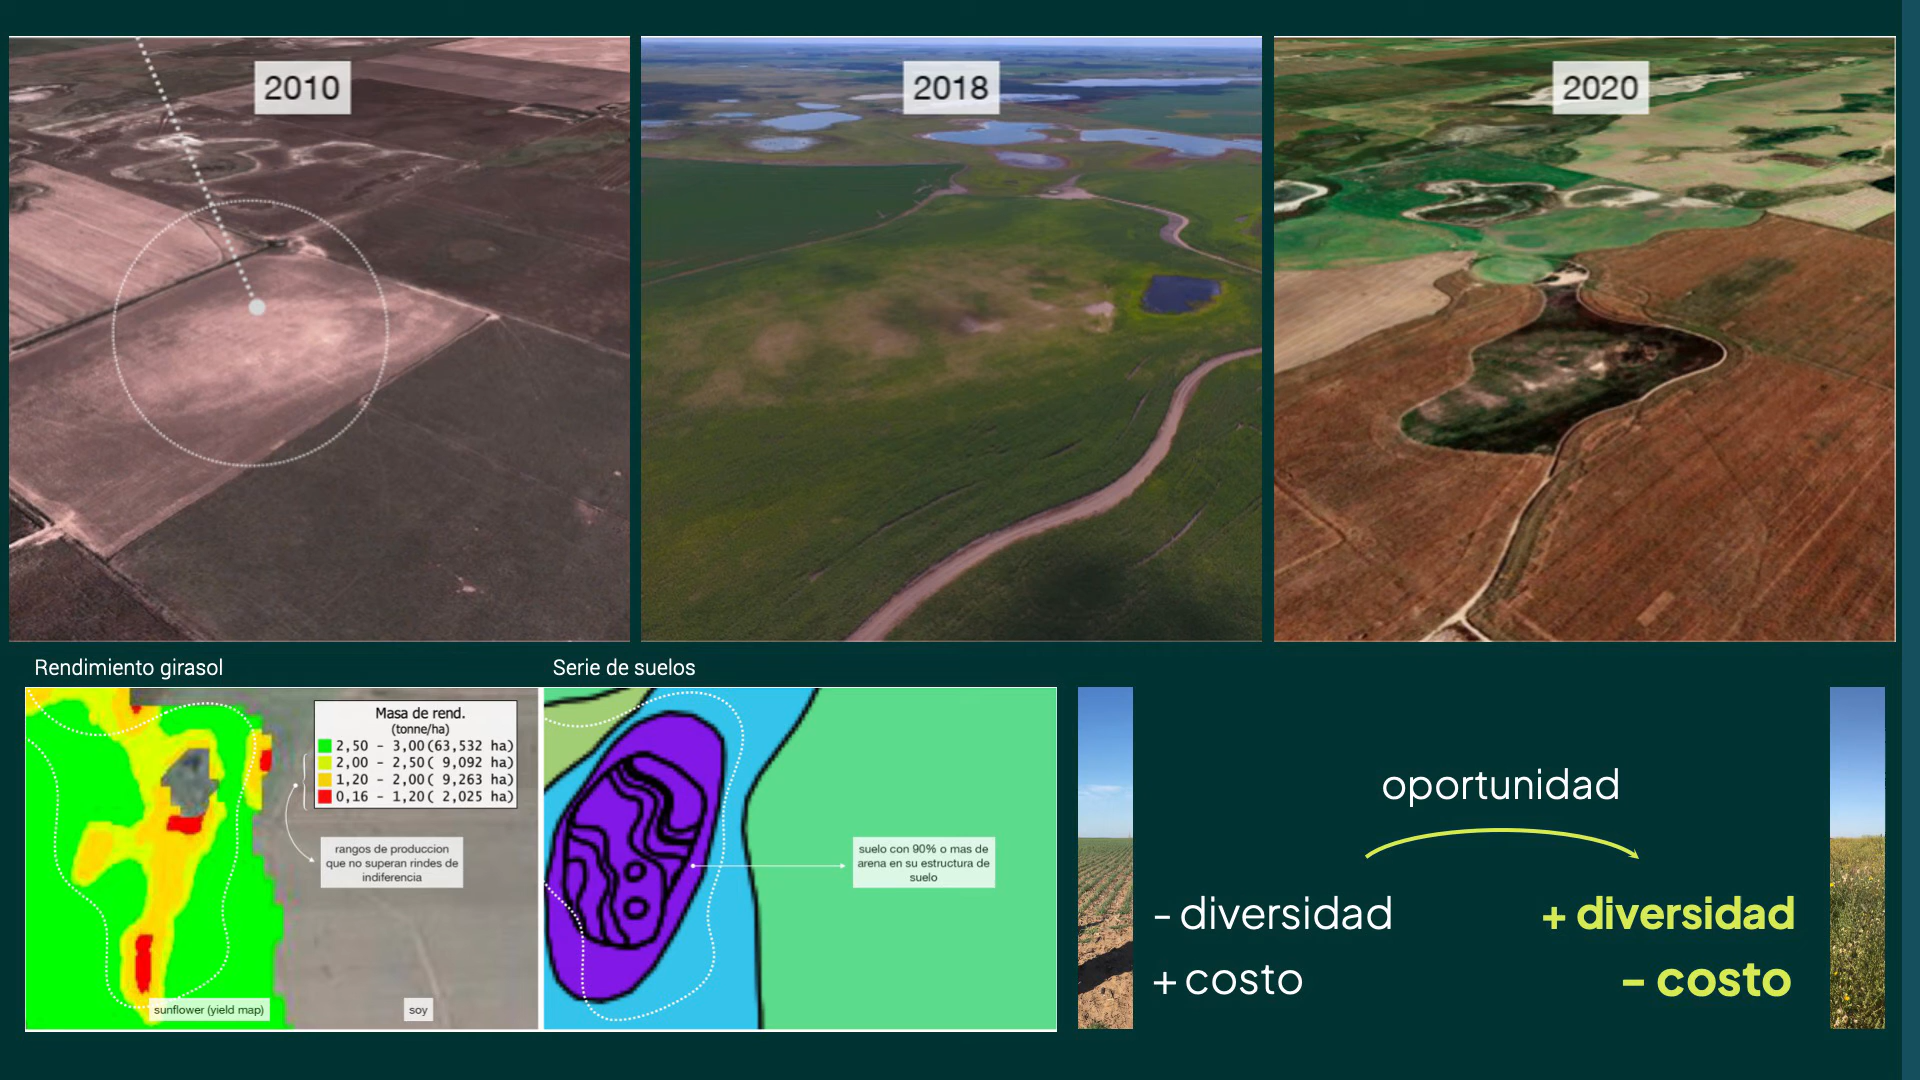 2010
2018
2020
Rendimiento girasol
Masa de rend.
(tonne/ha)
2,50 - 3,00(63,532 ha)
2,00 - 2,50( 9,092 ha)
1,20 - 2,00( 9,263 ha)
0,16 - 1,20( 2,025 ha)
rangos de produccion
que no superan rindes de
indiferencia
sunflower (yield map)
soy
Serie de suelos
suelo con 90% o mas de
arena en su estructura de
suelo
oportunidad
- diversidad
+ costo
+ diversidad
- costo